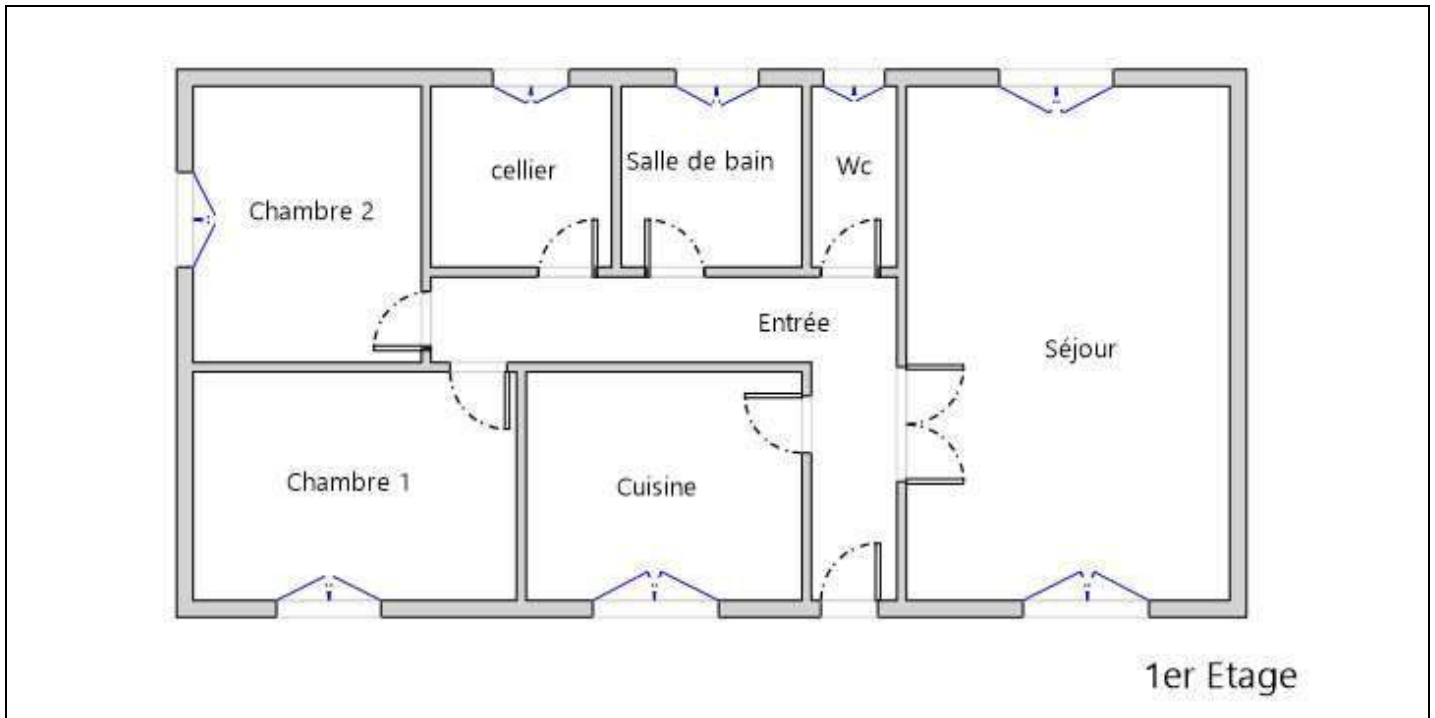 cellier
Salle de bain
Wc
Chambre 2
Entrée
Séjour
Chambre 1
Cuisine
1er Etage